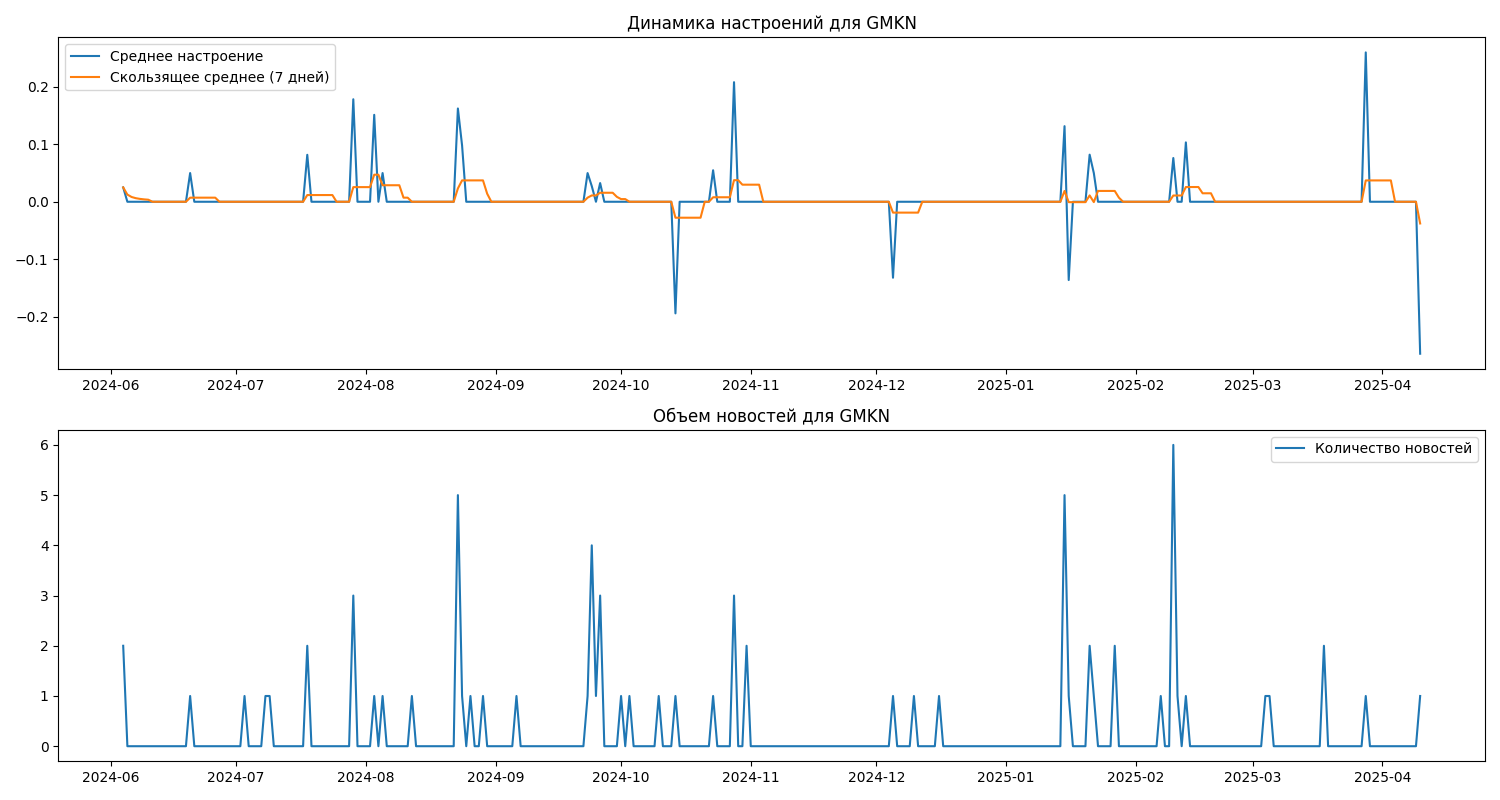 Динамика настроений для GMKN
Среднее настроение
Скользящее среднее (7 дней)
0.2
0.1
0.0
−0.1
−0.2
2024-06 2024-07 2024-08 2024-09 2024-10 2024-11 2024-12 2025-01 2025-02 2025-03 2025-04
Объем новостей для GMKN
Количество новостей
6
5
4
3
2
1
0
2024-06 2024-07 2024-08 2024-09 2024-10 2024-11 2024-12 2025-01 2025-02 2025-03 2025-04